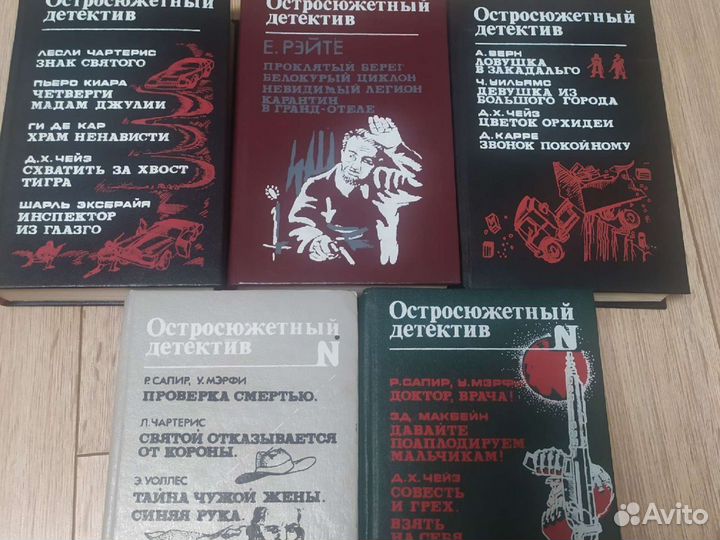 Остросюжетный
детектив
ЛЕСЛИ ЧАРТЕРИС
ЗНАК СВЯТОГО
ПЬЕРО КИАРА
ЧЕТВЕРГИ
МАДАМ ДЖУЛИИ
ГИ ДЕ КАР
ХРАМ НЕНАВИСТИ
Д.Х. ЧЕЙЗ
СХВАТИТЬ ЗА ХВОСТ
ТИГРА
ШАРЛЬ ЭКСБРАЙЯ
ИНСПЕКТОР
ИЗ ГЛАЗГО
Остросюжетный
детектив
Е. РЭЙТЕ
ПРОКЛЯТЫЙ БЕРЕГ
БЕЛОКУРЫЙ ЦИКЛОН
НЕВИДИМЫЙ ЛЕГИОН
КАРАНТИН
В ГРАНД-ОТЕЛЕ
Остросюжетный
детектив
А. ВЕРН
ЛОВУШКА
В ЗАКАДАЛЬГО
Ч. УИЛЬЯМС
ДЕВУШКА ИЗ
БОЛЬШОГО ГОРОДА
Д.Х. ЧЕЙЗ
ЦВЕТОК ОРХИДЕИ
Д. КАРРЕ
ЗВОНОК ПОКОЙНОМУ
Остросюжетный
детектив N
Р. САПИР, У. МЭРФИ
ПРОВЕРКА СМЕРТЬЮ.
Л. ЧАРТЕРИС
СВЯТОЙ ОТКАЗЫВАЕТСЯ
ОТ КОРОНЫ.
Э. УОЛЛЕС
ТАЙНА ЧУЖОЙ ЖЕНЫ.
СИНЯЯ РУКА.
Остросюжетный
детектив N
Р. САПИР, У. МЭРФИ
ДОКТОР, ВРАЧА!
ЭД МАКБЕЙН
ДАВАЙТЕ
ПОАПЛОДИРУЕМ
МАЛЬЧИКАМ!
Д.Х. ЧЕЙЗ
СОВЕСТЬ
И ГРЕХ.
ВЗЯТЬ
НА СЕБЯ
Avito